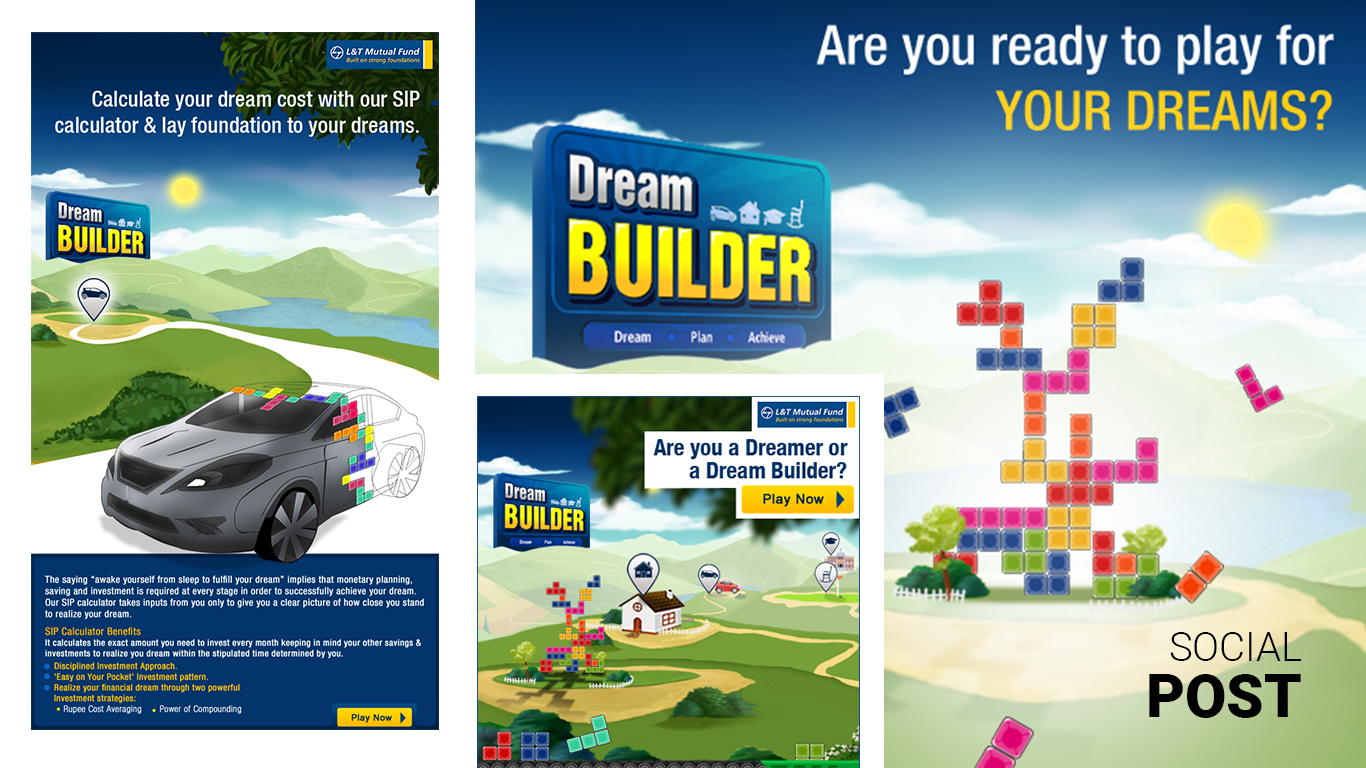 L&T Mutual Fund
Built on strong foundations
Calculate your dream cost with our SIP
calculator & lay foundation to your dreams.
Dream
BUILDER
The saying "awake yourself from sleep to fulfill your dream" implies that monetary planning,
saving and investment is required at every stage in order to successfully achieve your dream.
Our SIP calculator takes inputs from you only to give you a clear picture of how close you stand
to realize your dream.
SIP Calculator Benefits
It calculates the exact amount you need to invest every month keeping in mind your other savings &
investments to realize you dream within the stipulated time determined by you.
Disciplined Investment Approach.
'Easy on Your Pocket' Investment pattern.
Realize your financial dream through two powerful
Investment strategies:
• Rupee Cost Averaging • Power of Compounding
Play Now
Are you ready to play for
YOUR DREAMS?
Dream
BUILDER
Dream • Plan • Achieve
L&T Mutual Fund
Built on strong foundations
Are you a Dreamer or
a Dream Builder?
Play Now
Dream
BUILDER
Dream • Plan • Achieve
SOCIAL
POST